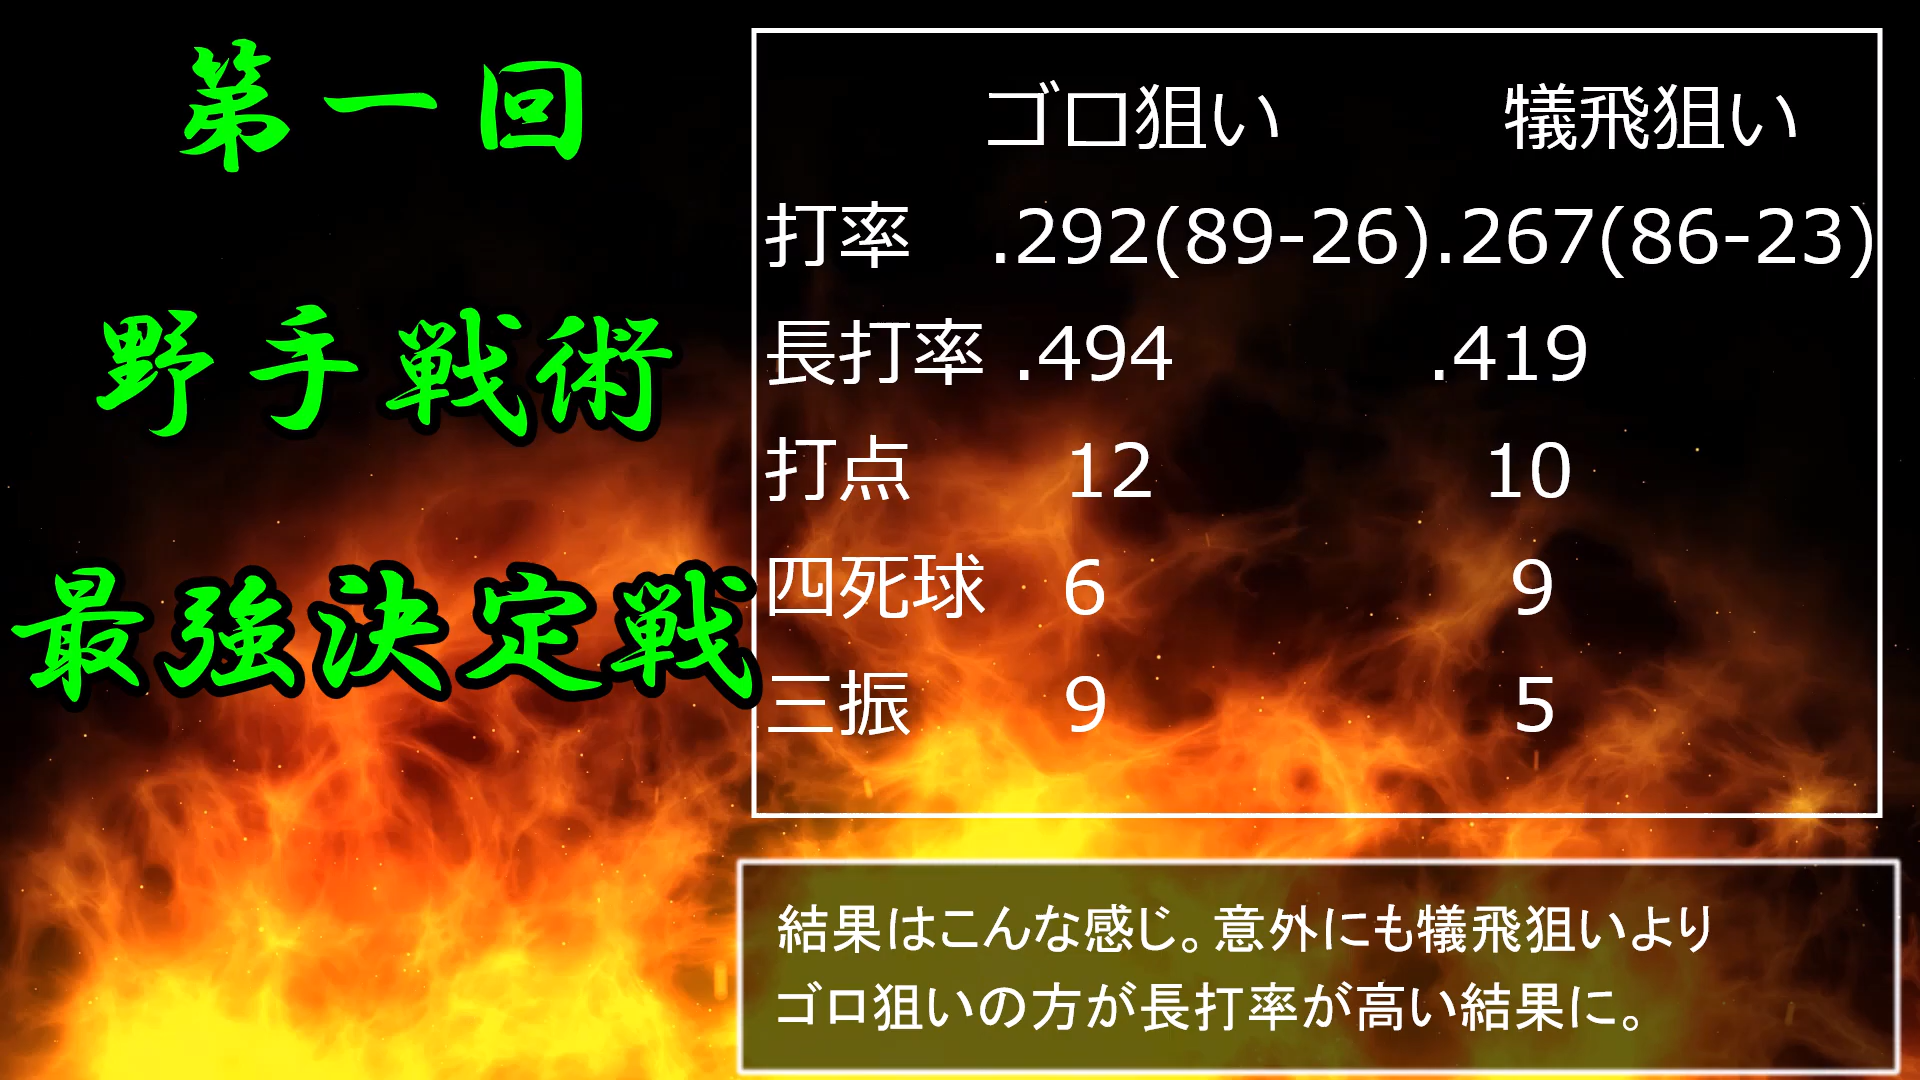 第一回
野手戦術
最強決定戦
ゴロ狙い 犠飛狙い
打率 .292(89-26) .267(86-23)
長打率 .494 .419
打点 12 10
四死球 6 9
三振 9 5
結果はこんな感じ。意外にも犠飛狙いより
ゴロ狙いの方が長打率が高い結果に。